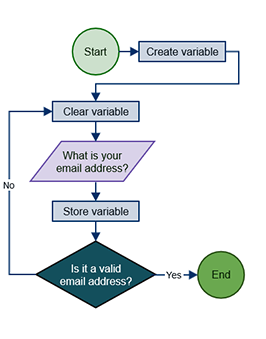 Start
Create variable
Clear variable
What is your
email address?
No
Store variable
Is it a valid
email address?
Yes
End